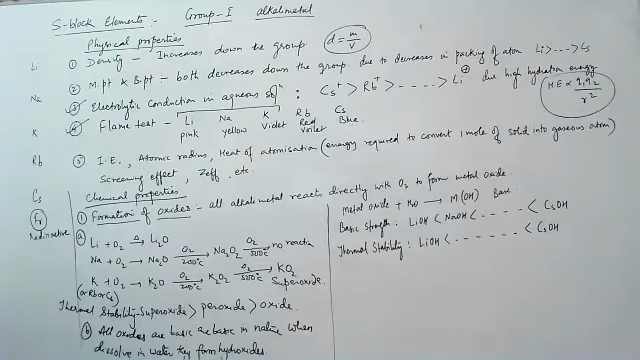 S-block Elements:- Group-I alkalimetal
Physical properties
Li
Na
K
Rb
Cs
Fr
Radioactive
① Density - Increases down the group. d = m/v
② M.pt & B.pt = both decreases down the group. due to decreases in packing of atom Li > ... > Cs
③ Electrolytic conduction in aqueous solⁿ : Cs⁺ > Rb⁺ > ----- > Li⁺ due high hydration energy
H.E ∝ q₁q₂/r²
④ Flame test - Li Na K Rb Cs
pink yellow violet Red violet Blue.
⑤ I.E., Atomic radius, Heat of atomisation (energy required to convert 1 mole of solid into gaseous atom)
Screening effect, Zeff, etc.
Chemical properties
① Formation of oxides: - all alkalimetal reacts directly with O₂ to form metal oxide.
ⓐ
Li + O₂ △→ Li₂O
Na + O₂ → Na₂O O₂ 200°C → Na₂O₂ O₂ 500°C → no reaction
K + O₂ → K₂O O₂ 200°C → K₂O₂ O₂ 500°C → KO₂
(or Rb or Cs) Superoxide.
Thermal Stability - Superoxide > peroxide > oxide.
ⓑ All oxides are basic are basic in nature when
dissolve in water they form hydroxides.
Metal oxide + H₂O → M(OH) Base
Basic Strength: LiOH < NaOH < ----- < CsOH
Thermal Stability: LiOH < ------- < CsOH